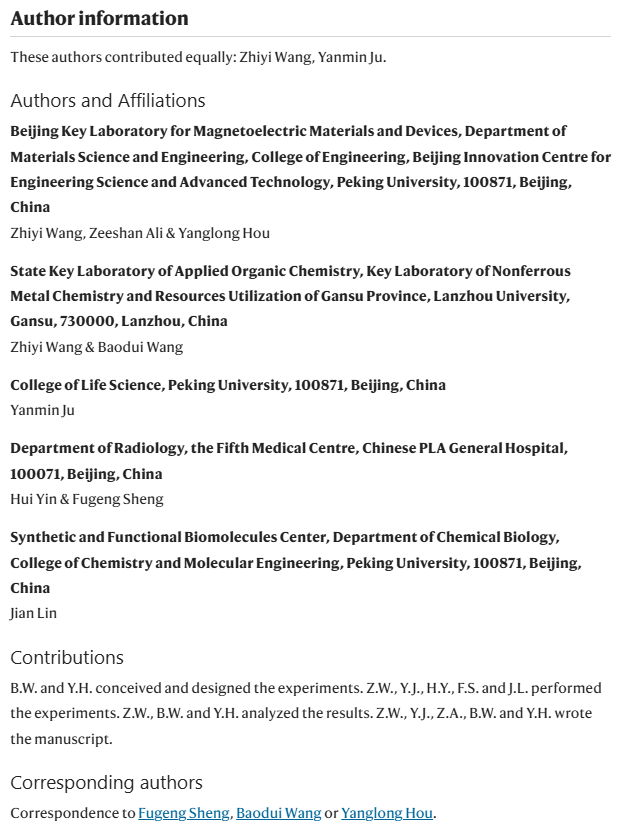 Author information
These authors contributed equally: Zhiyi Wang, Yanmin Ju.
Authors and Affiliations
Beijing Key Laboratory for Magnetoelectric Materials and Devices, Department of
Materials Science and Engineering, College of Engineering, Beijing Innovation Centre for
Engineering Science and Advanced Technology, Peking University, 100871, Beijing,
China
Zhiyi Wang, Zeeshan Ali & Yanglong Hou
State Key Laboratory of Applied Organic Chemistry, Key Laboratory of Nonferrous
Metal Chemistry and Resources Utilization of Gansu Province, Lanzhou University,
Gansu, 730000, Lanzhou, China
Zhiyi Wang & Baodui Wang
College of Life Science, Peking University, 100871, Beijing, China
Yanmin Ju
Department of Radiology, the Fifth Medical Centre, Chinese PLA General Hospital,
100071, Beijing, China
Hui Yin & Fugeng Sheng
Synthetic and Functional Biomolecules Center, Department of Chemical Biology,
College of Chemistry and Molecular Engineering, Peking University, 100871, Beijing,
China
Jian Lin
Contributions
B.W. and Y.H. conceived and designed the experiments. Z.W., Y.J., H.Y., F.S. and J.L. performed
the experiments. Z.W., B.W. and Y.H. analyzed the results. Z.W., Y.J., Z.A., B.W. and Y.H. wrote
the manuscript.
Corresponding authors
Correspondence to Fugeng Sheng, Baodui Wang or Yanglong Hou.